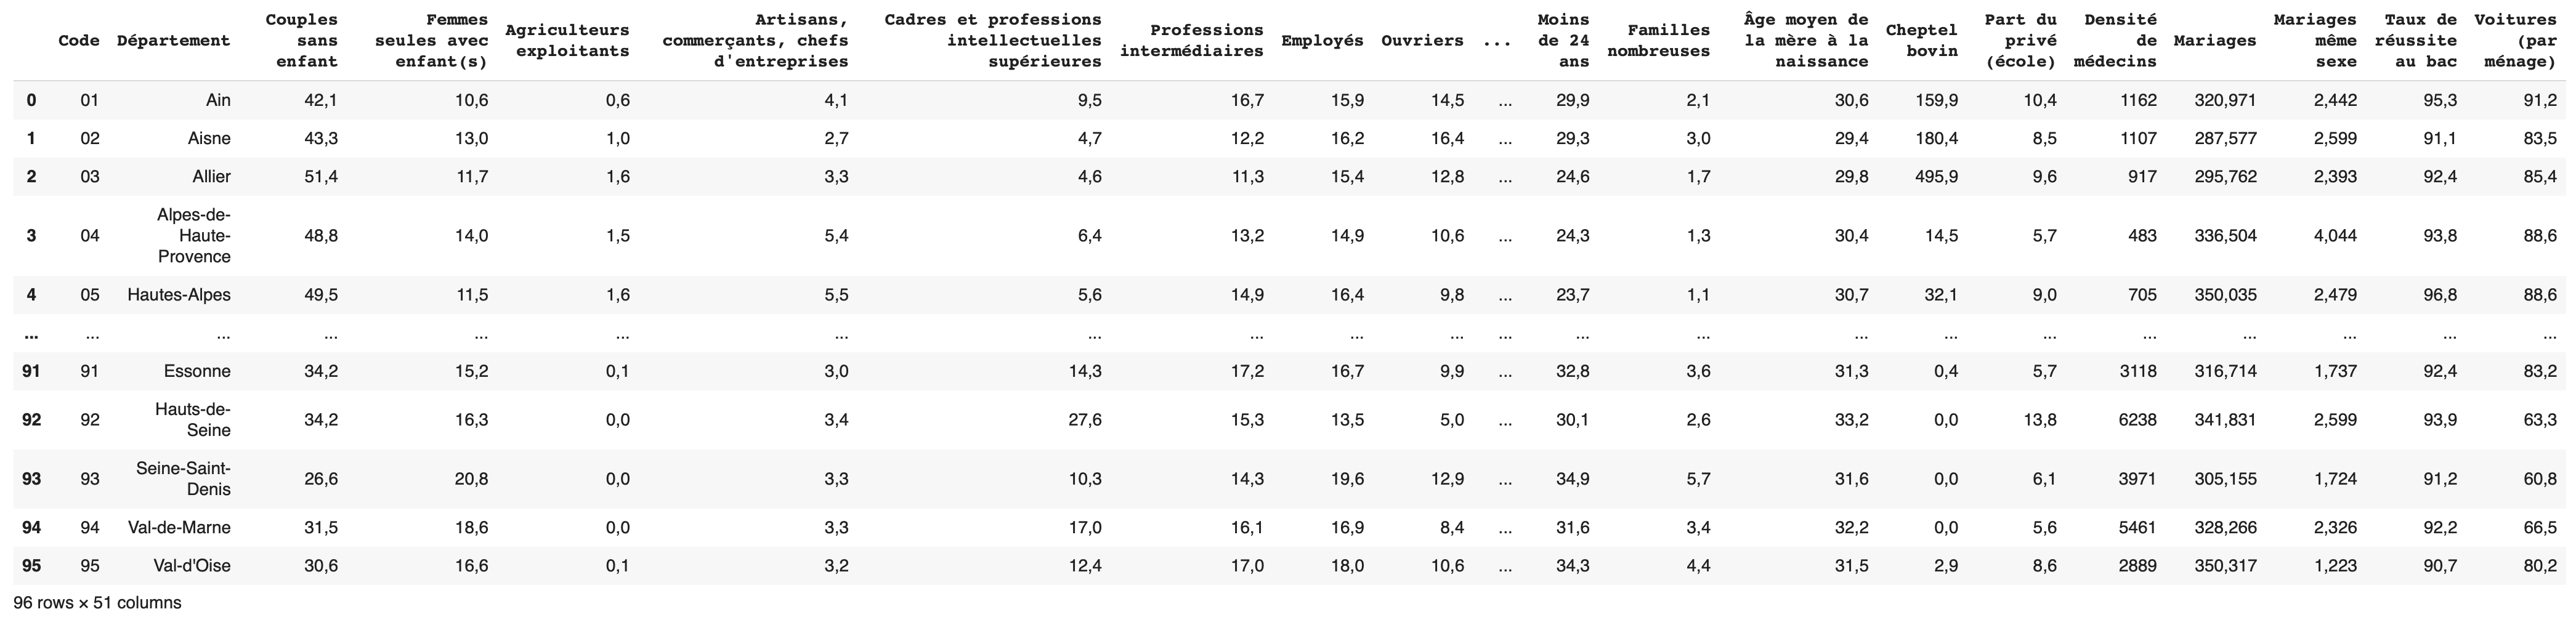 Code Département Couples sans enfant Femmes seules avec enfant(s) Agriculteurs exploitants Artisans, commerçants, chefs d'entreprises Cadres et professions intellectuelles supérieures Professions intermédiaires Employés Ouvriers ... Moins de 24 ans Familles nombreuses Âge moyen de la mère à la naissance Cheptel bovin Part du privé (école) Densité de médecins Mariages Mariages même sexe Taux de réussite au bac Voitures (par ménage)
0 01 Ain 42,1 10,6 0,6 4,1 9,5 16,7 15,9 14,5 ... 29,9 2,1 30,6 159,9 10,4 1162 320,971 2,442 95,3 91,2
1 02 Aisne 43,3 13,0 1,0 2,7 4,7 12,2 16,2 16,4 ... 29,3 3,0 29,4 180,4 8,5 1107 287,577 2,599 91,1 83,5
2 03 Allier 51,4 11,7 1,6 3,3 4,6 11,3 15,4 12,8 ... 24,6 1,7 29,8 495,9 9,6 917 295,762 2,393 92,4 85,4
3 04 Alpes-de-Haute-Provence 48,8 14,0 1,5 5,4 6,4 13,2 14,9 10,6 ... 24,3 1,3 30,4 14,5 5,7 483 336,504 4,044 93,8 88,6
4 05 Hautes-Alpes 49,5 11,5 1,6 5,5 5,6 14,9 16,4 9,8 ... 23,7 1,1 30,7 32,1 9,0 705 350,035 2,479 96,8 88,6
... ... ... ... ... ... ... ... ... ... ... ... ... ... ... ... ... ... ... ... ... ...
91 91 Essonne 34,2 15,2 0,1 3,0 14,3 17,2 16,7 9,9 ... 32,8 3,6 31,3 0,4 5,7 3118 316,714 1,737 92,4 83,2
92 92 Hauts-de-Seine 34,2 16,3 0,0 3,4 27,6 15,3 13,5 5,0 ... 30,1 2,6 33,2 0,0 13,8 6238 341,831 2,599 93,9 63,3
93 93 Seine-Saint-Denis 26,6 20,8 0,0 3,3 10,3 14,3 19,6 12,9 ... 34,9 5,7 31,6 0,0 6,1 3971 305,155 1,724 91,2 60,8
94 94 Val-de-Marne 31,5 18,6 0,0 3,3 17,0 16,1 16,9 8,4 ... 31,6 3,4 32,2 0,0 5,6 5461 328,266 2,326 92,2 66,5
95 95 Val-d'Oise 30,6 16,6 0,1 3,2 12,4 17,0 18,0 10,6 ... 34,3 4,4 31,5 2,9 8,6 2889 350,317 1,223 90,7 80,2
96 rows × 51 columns